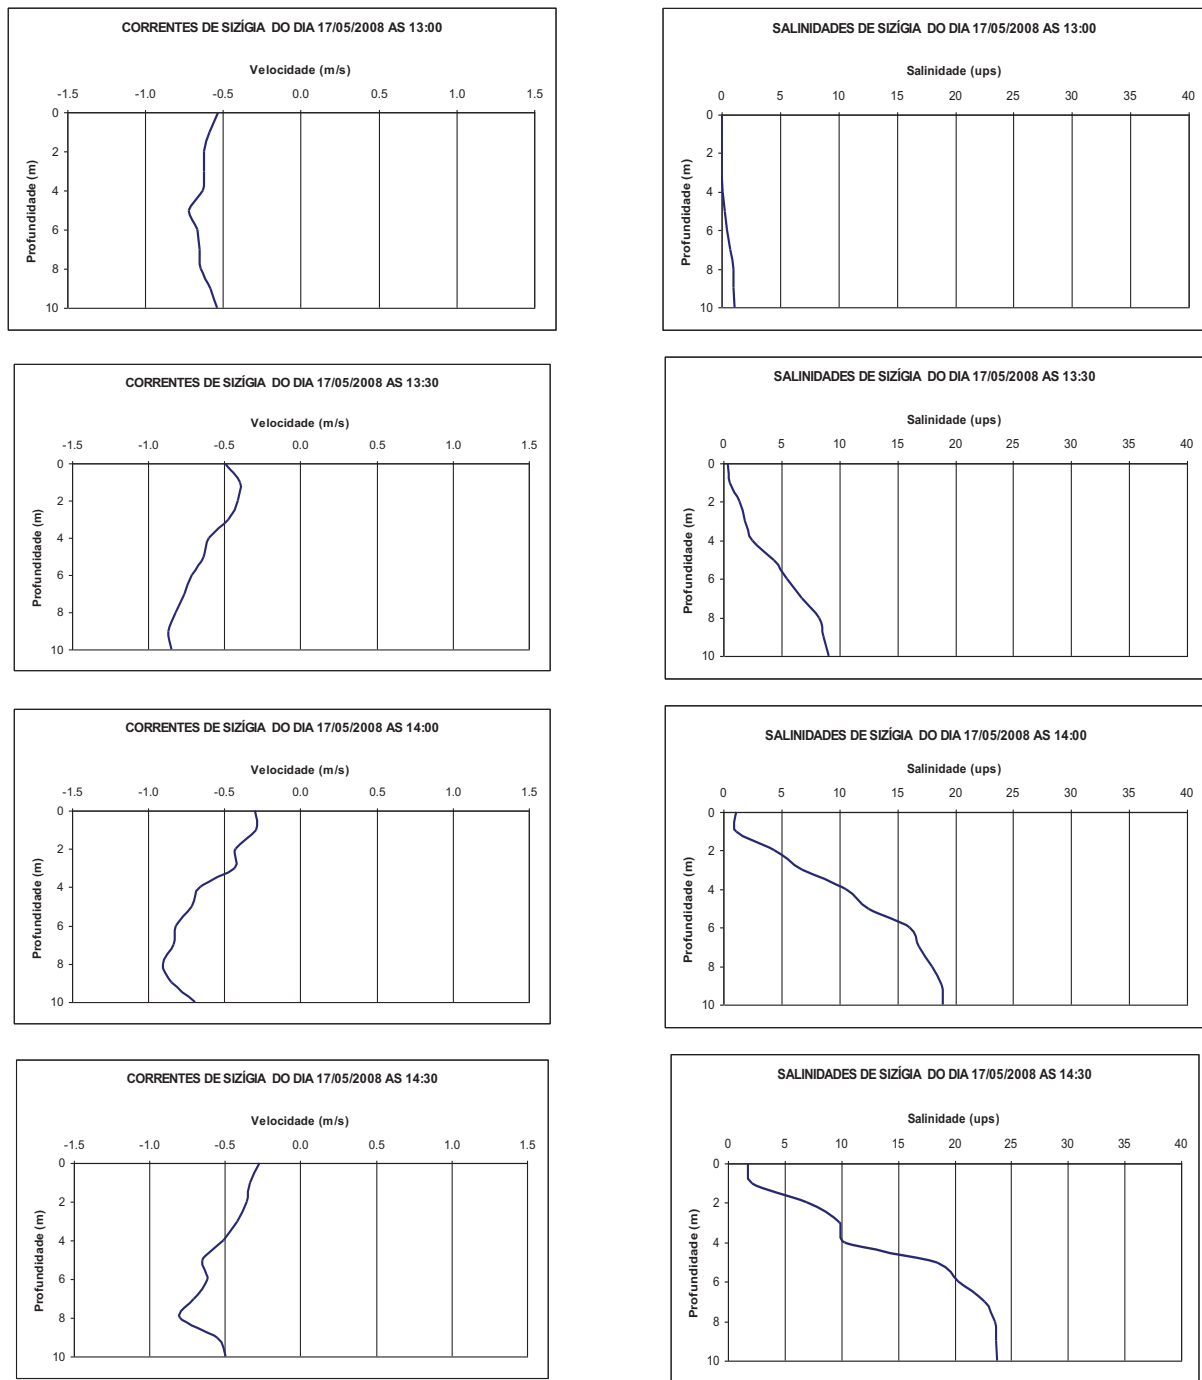 CORRENTES DE SIZÍGIA DO DIA 17/05/2008 AS 13:00
Velocidade (m/s)
-1.5 -1.0 -0.5 0.0 0.5 1.0 1.5
Profundidade (m)
0
2
4
6
8
10
SALINIDADES DE SIZÍGIA DO DIA 17/05/2008 AS 13:00
Salinidade (ups)
0 5 10 15 20 25 30 35 40
Profundidade (m)
0
2
4
6
8
10
CORRENTES DE SIZÍGIA DO DIA 17/05/2008 AS 13:30
Velocidade (m/s)
-1.5 -1.0 -0.5 0.0 0.5 1.0 1.5
Profundidade (m)
0
2
4
6
8
10
SALINIDADES DE SIZÍGIA DO DIA 17/05/2008 AS 13:30
Salinidade (ups)
0 5 10 15 20 25 30 35 40
Profundidade (m)
0
2
4
6
8
10
CORRENTES DE SIZÍGIA DO DIA 17/05/2008 AS 14:00
Velocidade (m/s)
-1.5 -1.0 -0.5 0.0 0.5 1.0 1.5
Profundidade (m)
0
2
4
6
8
10
SALINIDADES DE SIZÍGIA DO DIA 17/05/2008 AS 14:00
Salinidade (ups)
0 5 10 15 20 25 30 35 40
Profundidade (m)
0
2
4
6
8
10
CORRENTES DE SIZÍGIA DO DIA 17/05/2008 AS 14:30
Velocidade (m/s)
-1.5 -1.0 -0.5 0.0 0.5 1.0 1.5
Profundidade (m)
0
2
4
6
8
10
SALINIDADES DE SIZÍGIA DO DIA 17/05/2008 AS 14:30
Salinidade (ups)
0 5 10 15 20 25 30 35 40
Profundidade (m)
0
2
4
6
8
10